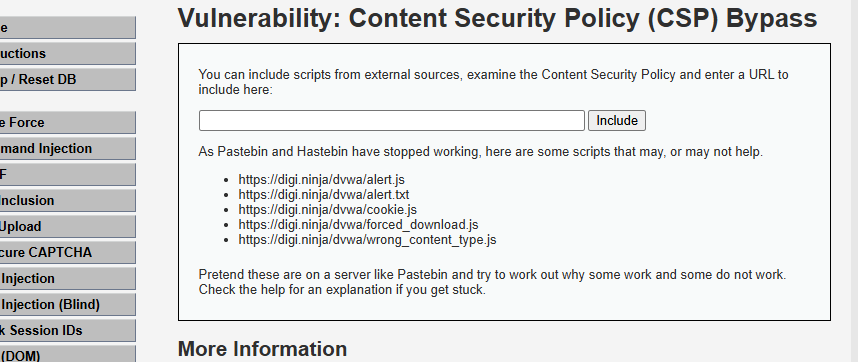 Vulnerability: Content Security Policy (CSP) Bypass
e
uctions
p / Reset DB
e Force
mand Injection
F
Inclusion
Upload
cure CAPTCHA
Injection
Injection (Blind)
k Session IDs
(DOM)
You can include scripts from external sources, examine the Content Security Policy and enter a URL to
include here:
Include
As Pastebin and Hastebin have stopped working, here are some scripts that may, or may not help.
• https://digi.ninja/dvwa/alert.js
• https://digi.ninja/dvwa/alert.txt
• https://digi.ninja/dvwa/cookie.js
• https://digi.ninja/dvwa/forced_download.js
• https://digi.ninja/dvwa/wrong_content_type.js
Pretend these are on a server like Pastebin and try to work out why some work and some do not work.
Check the help for an explanation if you get stuck.
More Information